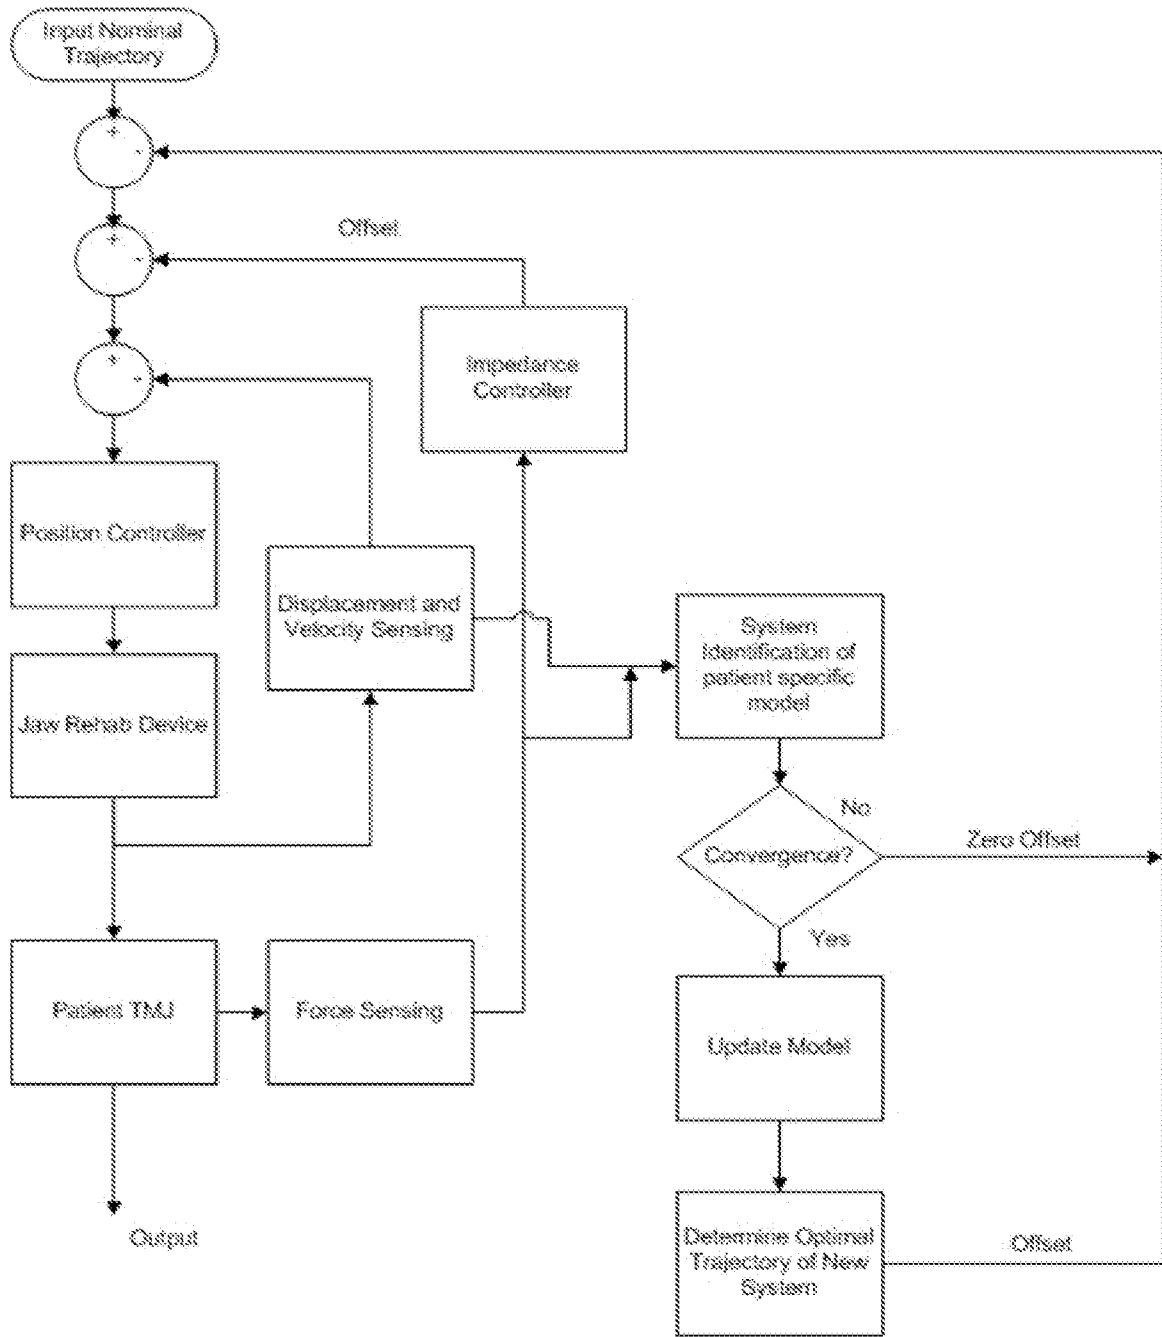 Input Nominal
Trajectory
+
-
Offset
+
-
+
-
Impedance
Controller
Position Controller
Displacement and
Velocity Sensing
System
Identification of
patient specific
model
Jaw Rehab Device
No
Convergence?
Zero Offset
Yes
Patient TMJ
Force Sensing
Update Model
Output
Determine Optimal
Trajectory of New
System
Offset